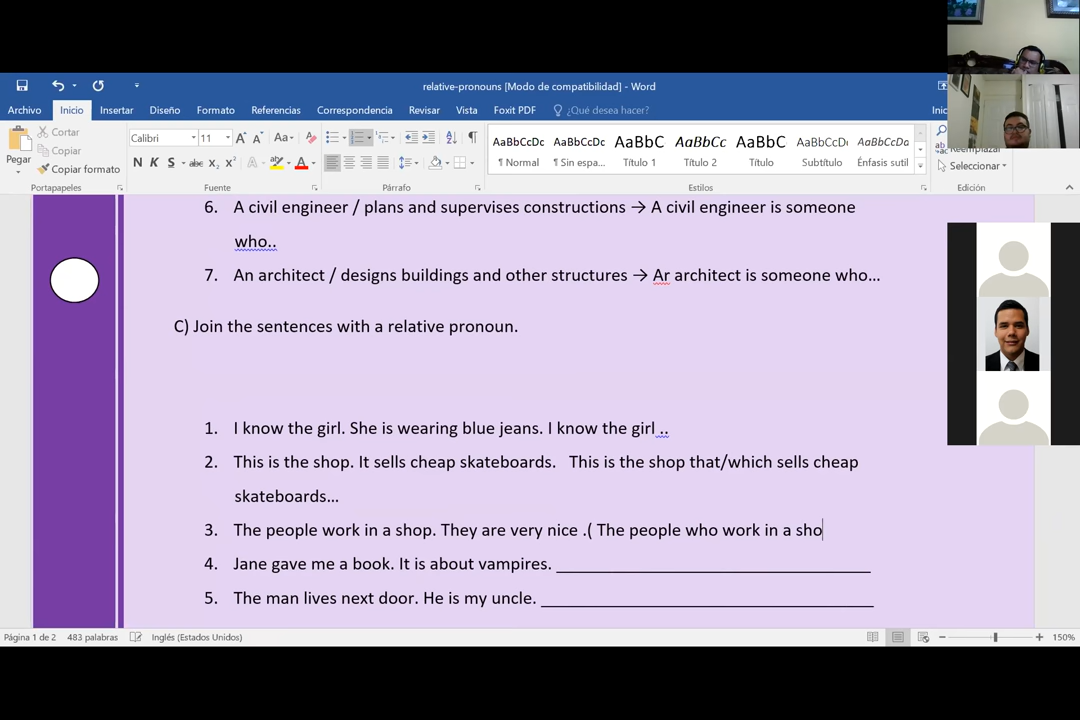 relative-pronouns [Modo de compatibilidad] - Word
Archivo Inicio Insertar Diseño Formato Referencias Correspondencia Revisar Vista Foxit PDF ¿Qué desea hacer? Inic
Pegar Cortar Copiar Copiar formato
Calibri 11 A A Aa
N K S abc X₂ X² A A
AaBbCcDc AaBbCcDc AaBbC AaBbCc AaBbC AaBbCcDc AaBbCcDa
¶ Normal ¶ Sin espa... Título 1 Título 2 Título Subtítulo Énfasis sutil
Reemplazar
Seleccionar
Portapapeles Fuente Párrafo Estilos Edición
6. A civil engineer / plans and supervises constructions → A civil engineer is someone
who..
7. An architect / designs buildings and other structures → Ar architect is someone who...
C) Join the sentences with a relative pronoun.
1. I know the girl. She is wearing blue jeans. I know the girl ..
2. This is the shop. It sells cheap skateboards. This is the shop that/which sells cheap
skateboards...
3. The people work in a shop. They are very nice .( The people who work in a sho
4. Jane gave me a book. It is about vampires. ____________________
5. The man lives next door. He is my uncle. ____________________
Página 1 de 2 483 palabras Inglés (Estados Unidos) 150%